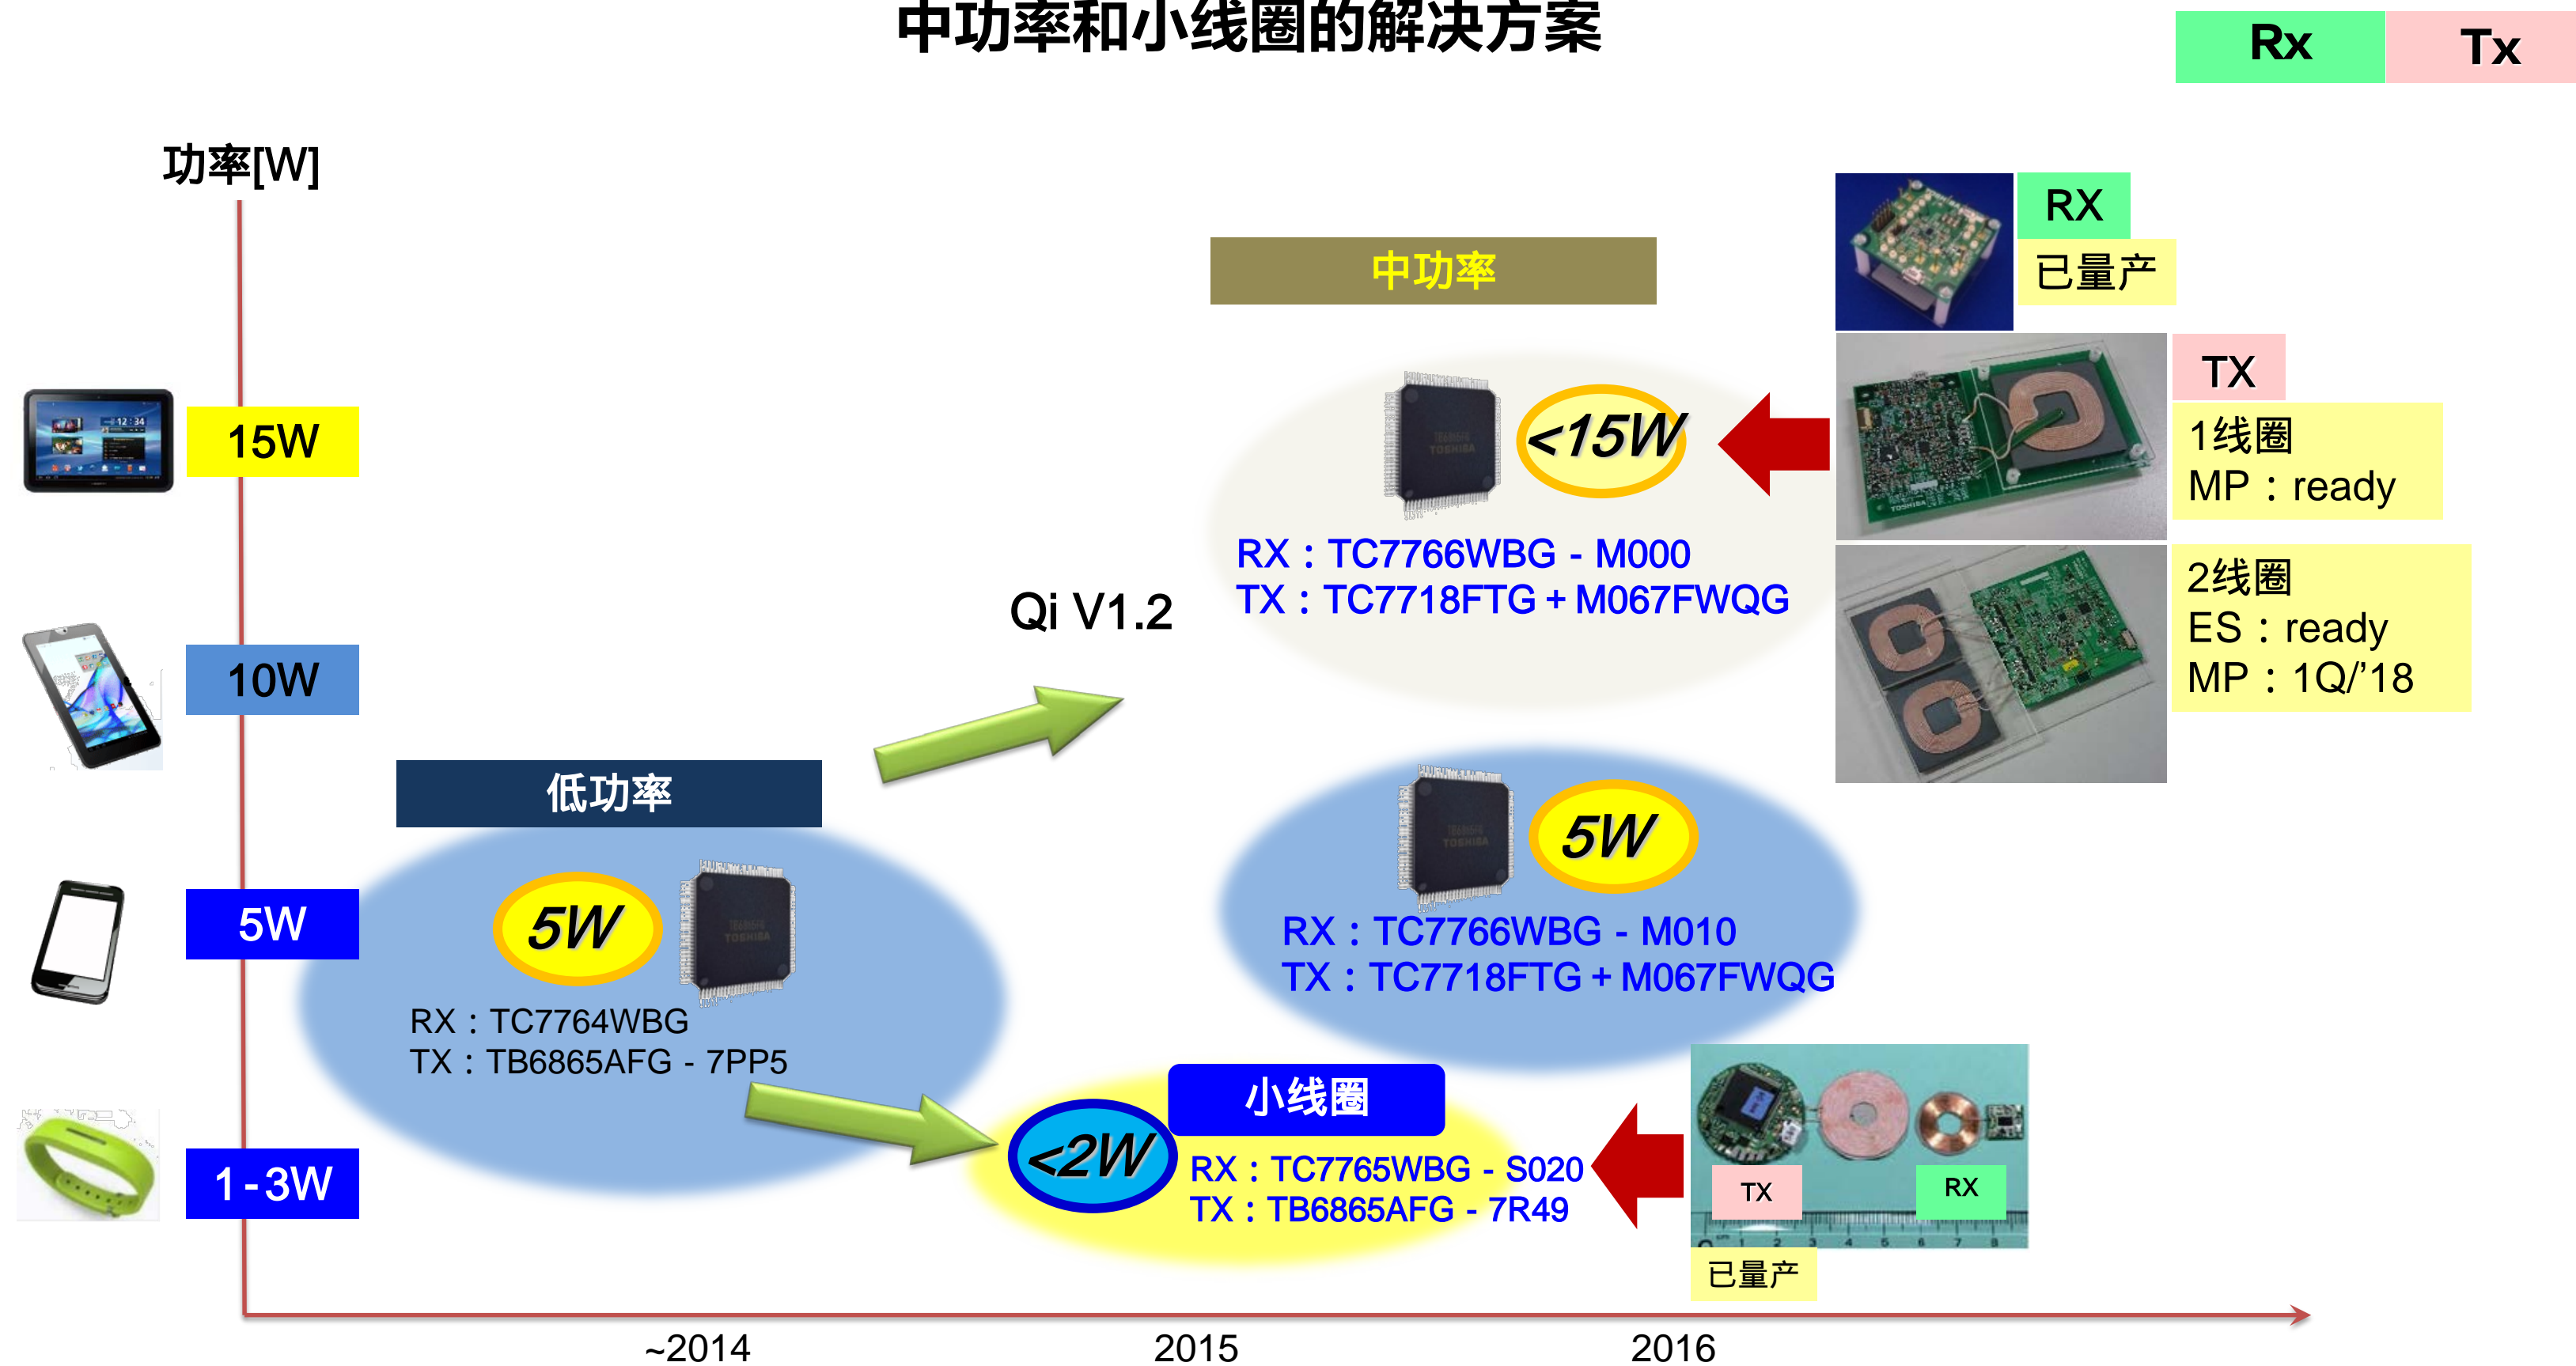 中功率和小线圈的解决方案
Rx
Tx
功率[W]
RX
已量产
中功率
TX
1线圈
MP：ready
15W
<15W
TOSHIBA
RX：TC7766WBG - M000
TX：TC7718FTG + M067FWQG
Qi V1.2
2线圈
ES：ready
MP：1Q/’18
10W
低功率
5W
TOSHIBA
5W
5W
TOSHIBA
RX：TC7766WBG - M010
TX：TC7718FTG + M067FWQG
RX：TC7764WBG
TX：TB6865AFG - 7PP5
小线圈
<2W
1-3W
RX：TC7765WBG - S020
TX：TB6865AFG - 7R49
TX
RX
已量产
~2014
2015
2016